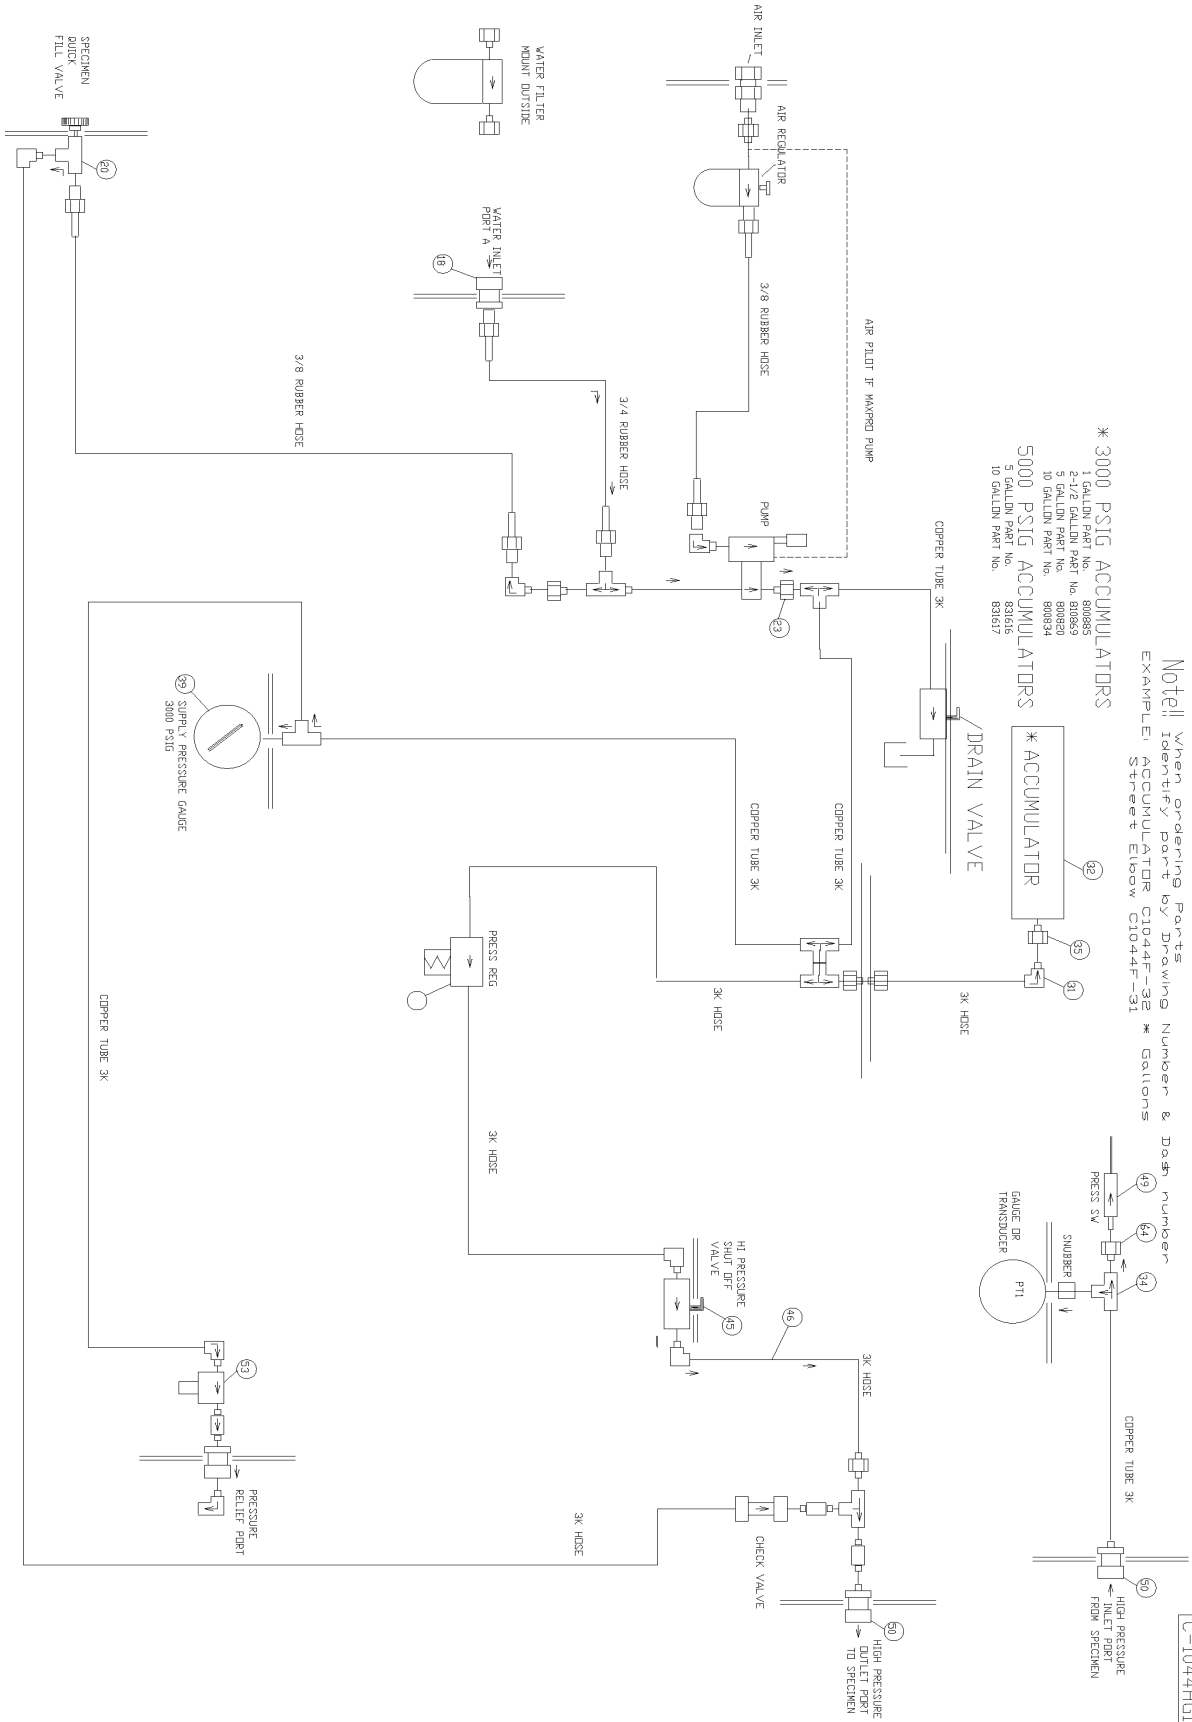 Note!! When ordering Parts
Identify part by Drawing Number & Dash number
EXAMPLE: ACCUMULATOR C1044F-32 * Gallons
Street Elbow C1044F-31
* 3000 PSIG ACCUMULATORS
1 GALLON PART No. 800885
2-1/2 GALLON PART No. 810869
5 GALLON PART No. 800820
10 GALLON PART No. 800834
5000 PSIG ACCUMULATORS
5 GALLON PART No. 831616
10 GALLON PART No. 831617
* ACCUMULATOR
32
35
31
3K HOSE
49
PRESS SW
64
34
SNUBBER
GAUGE OR
TRANSDUCER
PT1
COPPER TUBE 3K
50
HIGH PRESSURE
INLET PORT
FROM SPECIMEN
AIR INLET
AIR REGULATOR
3/8 RUBBER HOSE
AIR PILOT IF MAXPRO PUMP
PUMP
23
COPPER TUBE 3K
DRAIN VALVE
COPPER TUBE 3K
COPPER TUBE 3K
3K HOSE
WATER FILTER
MOUNT OUTSIDE
WATER INLET
PORT A
18
3/4 RUBBER HOSE
3/8 RUBBER HOSE
PRESS REG
3K HOSE
HI PRESSURE
SHUT OFF
VALVE
45
46
3K HOSE
50
HIGH PRESSURE
OUTLET PORT
TO SPECIMEN
CHECK VALVE
3K HOSE
39
SUPPLY PRESSURE GAUGE
3000 PSIG
SPECIMEN
QUICK
FILL VALVE
20
COPPER TUBE 3K
53
PRESSURE
RELIEF PORT